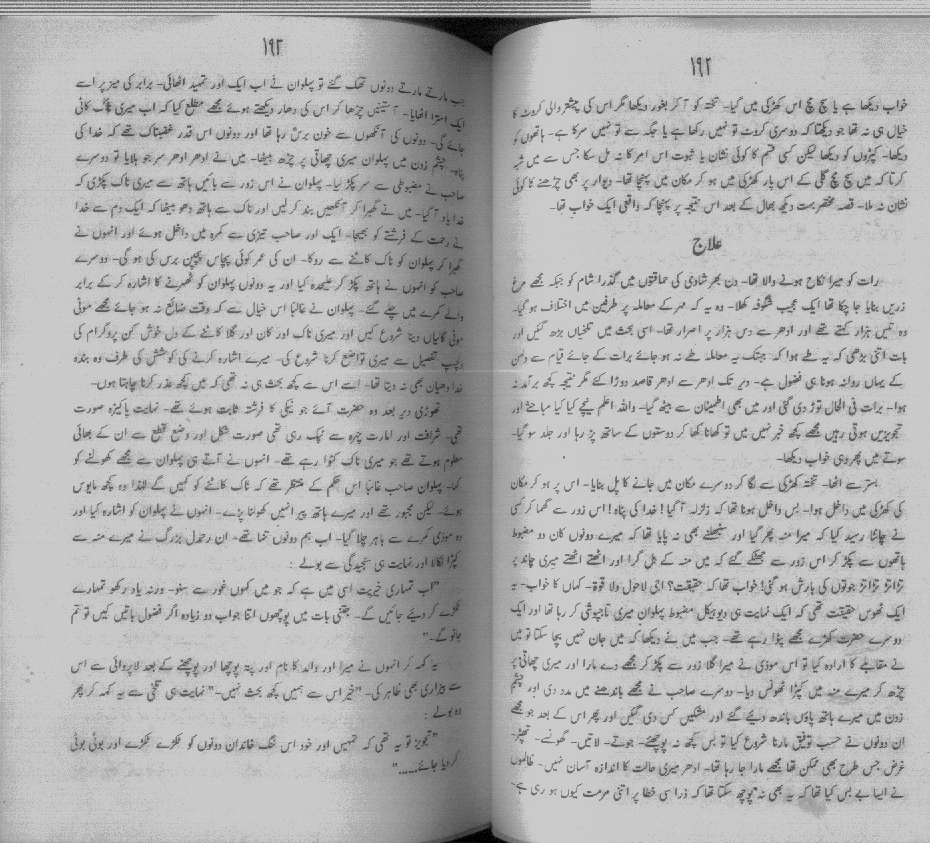 ۱۹۲
خواب دیکھا ہے یا سچ مچ اس کھڑکی میں گیا۔ تختہ کو آ کر بغور دیکھا مگر اس کی پیشتر والی کروٹ کا
خیال ہی نہ تھا جو دیکھتا کہ دوسری کروٹ تو نہیں رکھا ہے یا جگہ سے تو نہیں سرکا ہے۔ ہاتھوں کو
دیکھا۔ کپڑوں کو دیکھا لیکن کسی قسم کا کوئی نشان یا ثبوت اس امر کا نہ مل سکا جس سے میں شبہ
کرتا کہ میں سچ مچ گلی کے اس پار کھڑکی میں ہو کر مکان میں پہنچا تھا۔ دیوار پر بھی چڑھنے کا کوئی
نشان نہ ملا۔ قصہ مختصر بہت دیکھ بھال کے بعد اس نتیجہ پر پہنچا کہ واقعی ایک خواب تھا۔
علاج
رات کو میرا نکاح ہونے والا تھا۔ دن بھر شادی کی حماقتوں میں گذرا شام کو جبکہ مجھے مرغ
زریں بنایا جا چکا تھا ایک عجیب شگوفہ کھلا۔ وہ یہ کہ مہر کے معاملہ پر طرفین میں اختلاف ہو گیا۔
وہ تیس ہزار کہتے تھے اور ادھر سے دس ہزار پر اصرار تھا۔ اسی بحث میں تلخیاں بڑھ گئیں اور
بات اتنی بڑھی کہ یہ طے ہوا کہ جبتک یہ معاملہ طے نہ ہو جائے برات کے جائے قیام سے دلہن
کے یہاں روانہ ہونا ہی فضول ہے۔ دیر تک ادھر سے ادھر قاصد دوڑا کئے مگر نتیجہ کچھ برآمد نہ
ہوا۔ برات فی الحال توڑ دی گئی اور میں بھی اطمینان سے بیٹھ گیا۔ واللہ اعلم نیچے کیا کیا مباحثے اور
تجویزیں ہوتی رہیں مجھے کچھ خبر نہیں میں تو کھانا کھا کر دوستوں کے ساتھ پڑ رہا اور جلد سو گیا۔
سوتے میں پھر وہی خواب دیکھا۔
بستر سے اٹھا۔ تختہ کھڑکی سے لگا کر دوسرے مکان میں جانے کا پل بنایا۔ اس پر ہو کر مکان
کی کھڑکی میں داخل ہوا۔ بس داخل ہونا تھا کہ زلزلہ آ گیا! خدا کی پناہ! اس زور سے گھما کر کسی
نے چانٹا رسید کیا کہ میرا منہ پھر گیا اور سنبھلنے بھی نہ پایا تھا کہ میرے دونوں کان دو مضبوط
ہاتھوں سے پکڑ کر اس زور سے جھٹکے گئے کہ میں منہ کے بل گرا اور اٹھتے اٹھتے میری چاند پر
تڑاتڑ تڑاتڑ جوتوں کی بارش ہو گئی! خواب تھا کہ حقیقت؟ اجی لاحول ولا قوۃ۔ کہاں کا خواب۔ یہ
ایک ٹھوس حقیقت تھی کہ ایک نہایت ہی دیوہیکل مضبوط پہلوان میری تاجپوشی کر رہا تھا اور ایک
دوسرے حضرت کھڑے مجھے پٹوا رہے تھے۔ جب میں نے دیکھا کہ میں جان نہیں بچا سکتا تو میں
نے مقابلے کا ارادہ کیا تو اس موذی نے میرا گلا زور سے پکڑ کر مجھے دے مارا اور میری چھاتی پر
چڑھ کر میرے منہ میں کپڑا ٹھونس دیا۔ دوسرے صاحب نے مجھے باندھنے میں مدد دی اور چشم
زدن میں میرے ہاتھ پاؤں باندھ دیئے گئے اور مشکیں کس دی گئیں اور پھر اس کے بعد جو مجھے
ان دونوں نے حسب توفیق مارنا شروع کیا تو بس کچھ نہ پوچھئے۔ جوتے۔ لاتیں۔ گھونسے۔ تھپڑ۔
غرض جس طرح بھی ممکن تھا مجھے مارا جا رہا تھا۔ ادھر میری حالت کا اندازہ آسان نہیں۔ ظالموں
نے ایسا بے بس کیا تھا کہ یہ بھی نہ پوچھ سکتا تھا کہ ذرا سی خطا پر اتنی مرمت کیوں ہو رہی ہے۔
۱۹۳
جب مارتے مارتے دونوں تھک گئے تو پہلوان نے اب ایک اور تمہید اٹھائی۔ برابر کی میز پر اسے
ایک استرا اٹھایا۔ آستینیں چڑھا کر اس کی دھار دیکھتے ہوئے مجھے مطلع کیا کہ اب میری ناک کاٹی
جائے گی۔ دونوں کی آنکھوں سے خون برس رہا تھا اور دونوں اس قدر غضبناک تھے کہ خدا کی
پناہ۔ چشم زدن میں پہلوان میری چھاتی پر چڑھ بیٹھا۔ میں نے ادھر ادھر سر جو ہلایا تو دوسرے
صاحب نے مضبوطی سے سر پکڑ لیا۔ پہلوان نے اس زور سے بائیں ہاتھ سے میری ناک پکڑی کہ
خدا یاد آ گیا۔ میں نے گھبرا کر آنکھیں بند کر لیں اور ناک سے ہاتھ دھو بیٹھا کہ ایک دم سے خدا
نے رحمت کے فرشتے کو بھیجا۔ ایک اور صاحب تیزی سے کمرہ میں داخل ہوئے اور انہوں نے
گھبرا کر پہلوان کو ناک کاٹنے سے روکا۔ ان کی عمر کوئی پچاس پچپن برس کی ہو گی۔ دوسرے
صاحب کو انہوں نے ہاتھ پکڑ کر علیحدہ کیا اور یہ دونوں پہلوان کو ٹھہرنے کا اشارہ کر کے برابر
والے کمرے میں چلے گئے۔ پہلوان نے غالباً اس خیال سے کہ وقت ضائع نہ ہو جائے مجھے موٹی
موٹی گالیاں دینا شروع کیں اور میری ناک اور کان اور گلا کاٹنے کے دل خوش کن پروگرام کی
دلچسپ تفصیل سے میری تواضع کرنا شروع کی۔ میرے اشارہ کرنے کی کوشش کی طرف وہ بندہ
خدا دھیان بھی نہ دیتا تھا۔ اسے اس سے کچھ بحث ہی نہ تھی کہ میں کچھ عذر کرنا چاہتا ہوں۔
تھوڑی دیر بعد وہ حضرت آئے جو نیکی کا فرشتہ ثابت ہوئے تھے۔ نہایت پاکیزہ صورت
تھی۔ شرافت اور امارت چہرہ سے ٹپک رہی تھی صورت شکل اور وضع قطع سے ان کے بھائی
معلوم ہوتے تھے جو میری ناک کٹوا رہے تھے۔ انہوں نے آتے ہی پہلوان سے مجھے کھولنے کو
کہا۔ پہلوان صاحب غالباً اس حکم کے منتظر تھے کہ ناک کاٹنے کو کہیں گے لہٰذا وہ کچھ مایوس
ہوئے۔ لیکن مجبور تھے اور میرے ہاتھ پیر انہیں کھولنا پڑے۔ انہوں نے پہلوان کو اشارہ کیا اور
وہ موذی کمرے سے باہر چلا گیا۔ اب ہم دونوں تنہا تھے۔ ان رحمدل بزرگ نے میرے منہ سے
کپڑا نکالا اور نہایت ہی سنجیدگی سے بولے :
"اب تمہاری خیریت اسی میں ہے کہ جو میں کہوں غور سے سنو۔ ورنہ یاد رکھو تمہارے
ٹکڑے کر دیے جائیں گے۔ جتنی بات میں پوچھوں اتنا جواب دو زیادہ اگر فضول باتیں کیں تو تم
جانو گے۔"
یہ کہہ کر انہوں نے میرا اور والد کا نام اور پتہ پوچھا اور پوچھنے کے بعد لاپروائی سے اس
سے بیزاری بھی ظاہر کی۔ "خیر اس سے ہمیں کچھ بحث نہیں۔" نہایت ہی تلخی سے یہ کہہ کر پھر
وہ بولے :
"تجویز تو یہ تھی کہ تمہیں اور خود اس ننگ خاندان دونوں کو ٹکڑے ٹکڑے اور بوٹی بوٹی
کر دیا جائے......"